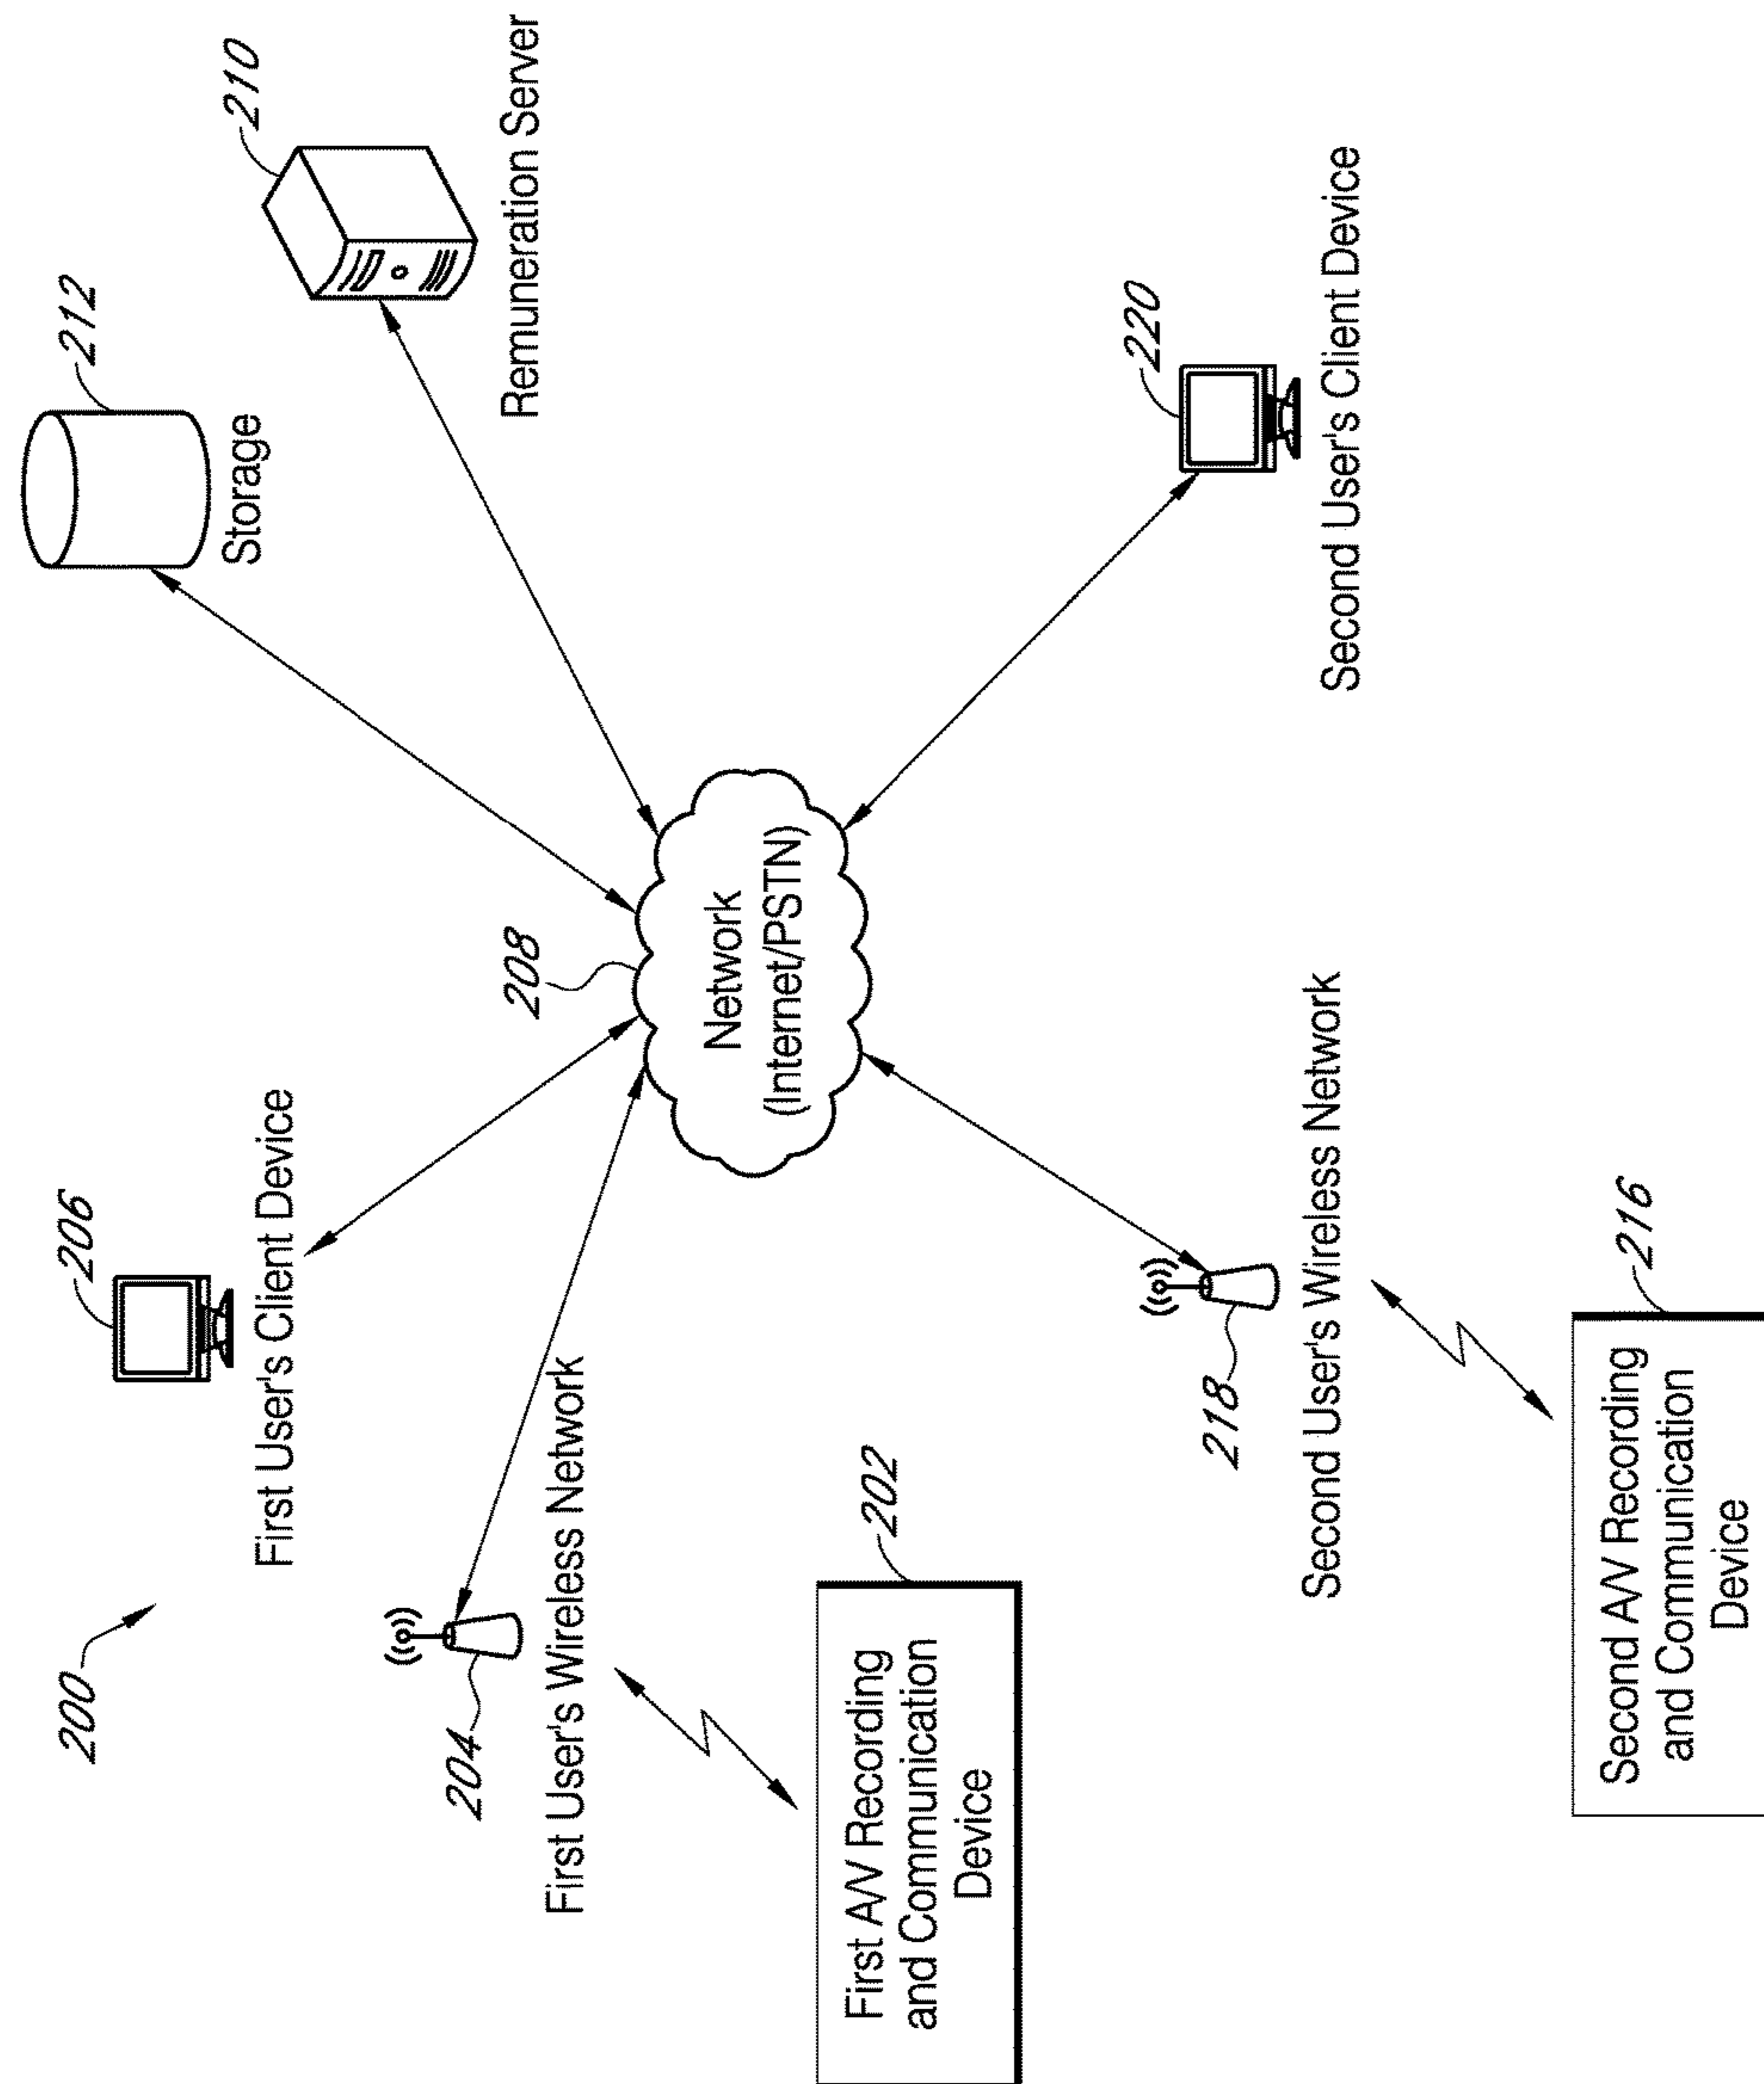 200
206
First User's Client Device
212
Storage
210
Remuneration Server
204
First User's Wireless Network
208
Network
(Internet/PSTN)
202
First A/V Recording
and Communication
Device
220
Second User's Client Device
218
Second User's Wireless Network
216
Second A/V Recording
and Communication
Device